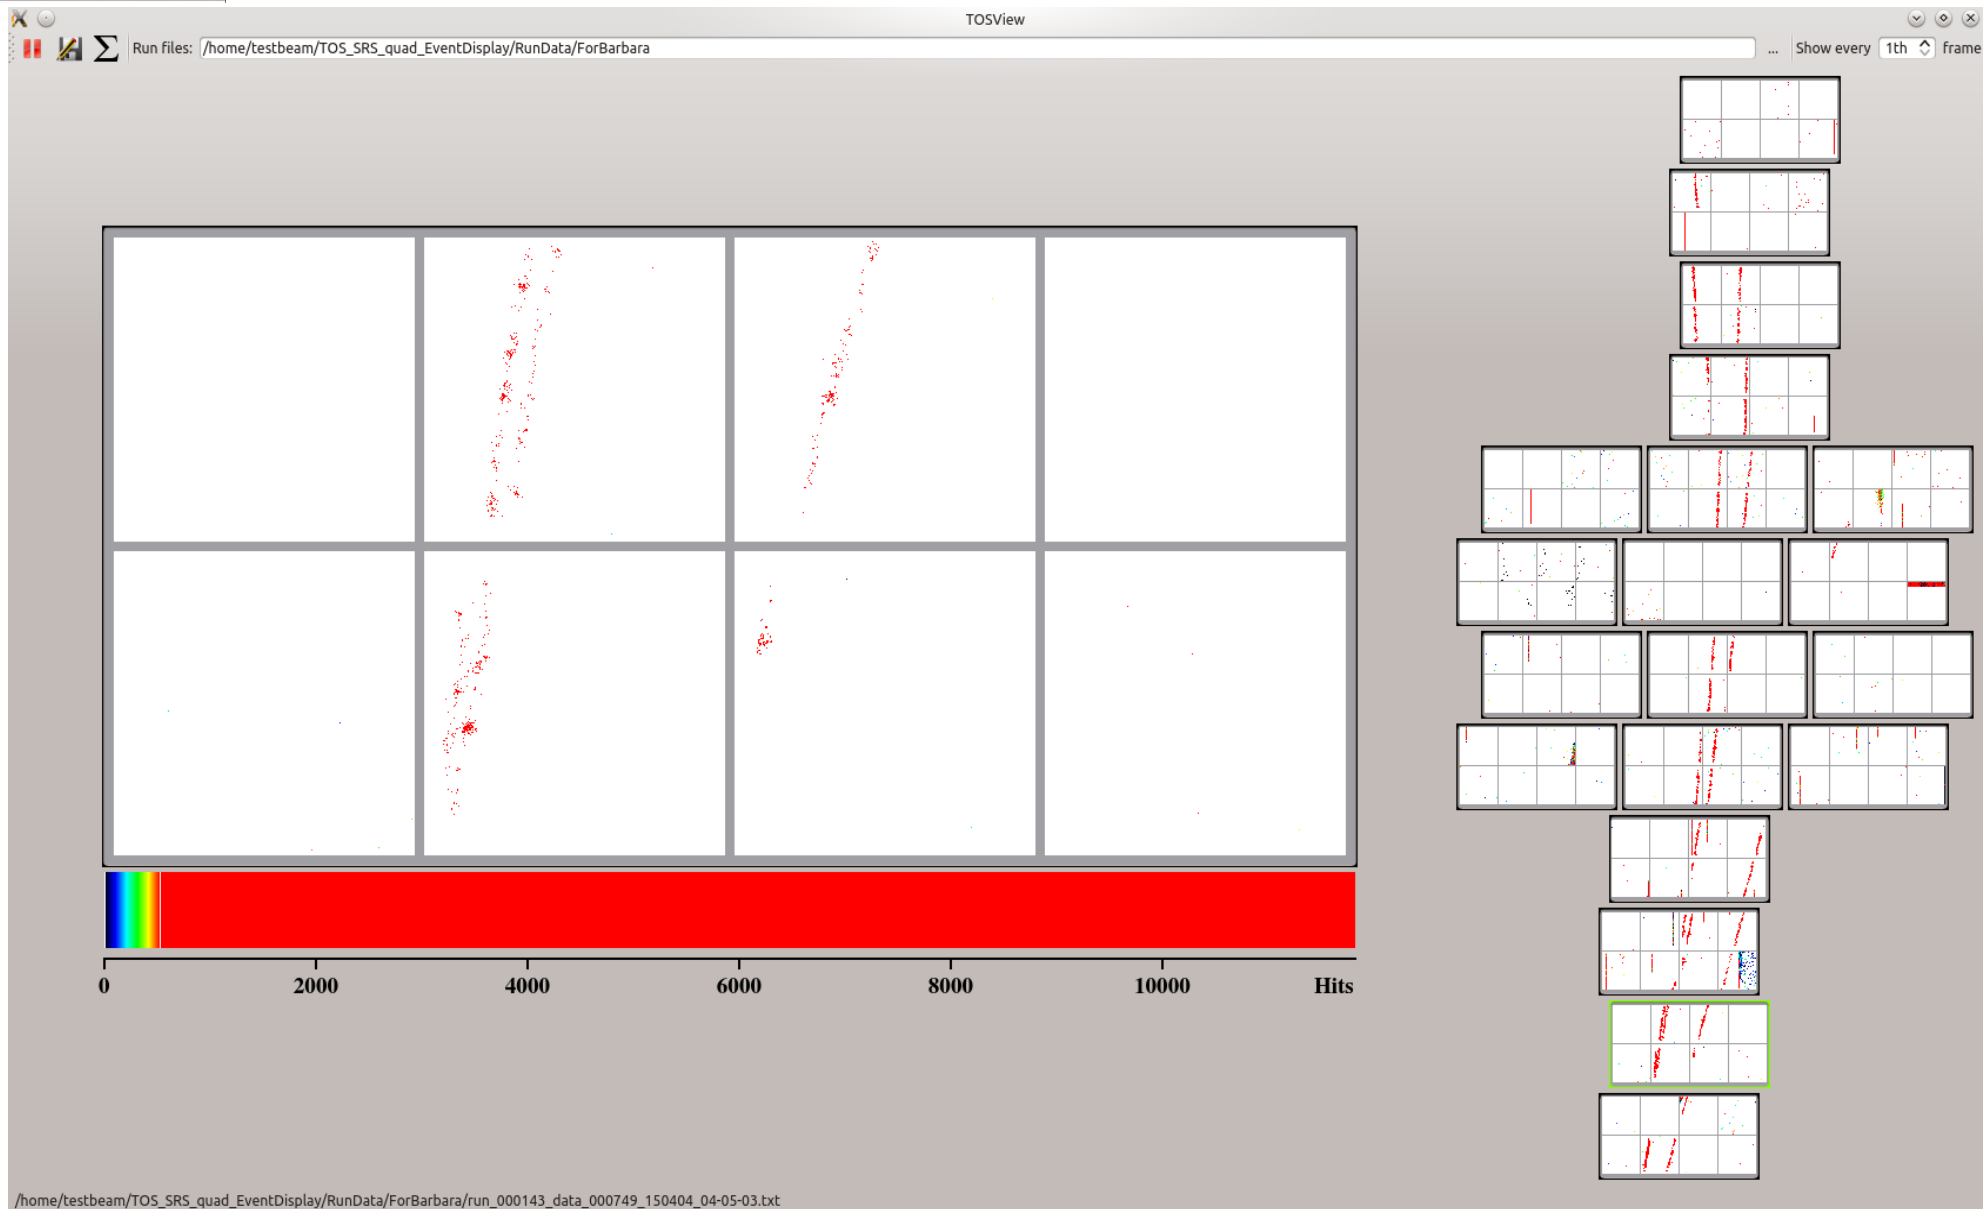 TOSView
Run files: /home/testbeam/TOS_SRS_quad_EventDisplay/RunData/ForBarbara ... Show every 1th frame
0 2000 4000 6000 8000 10000 Hits
/home/testbeam/TOS_SRS_quad_EventDisplay/RunData/ForBarbara/run_000143_data_000749_150404_04-05-03.txt